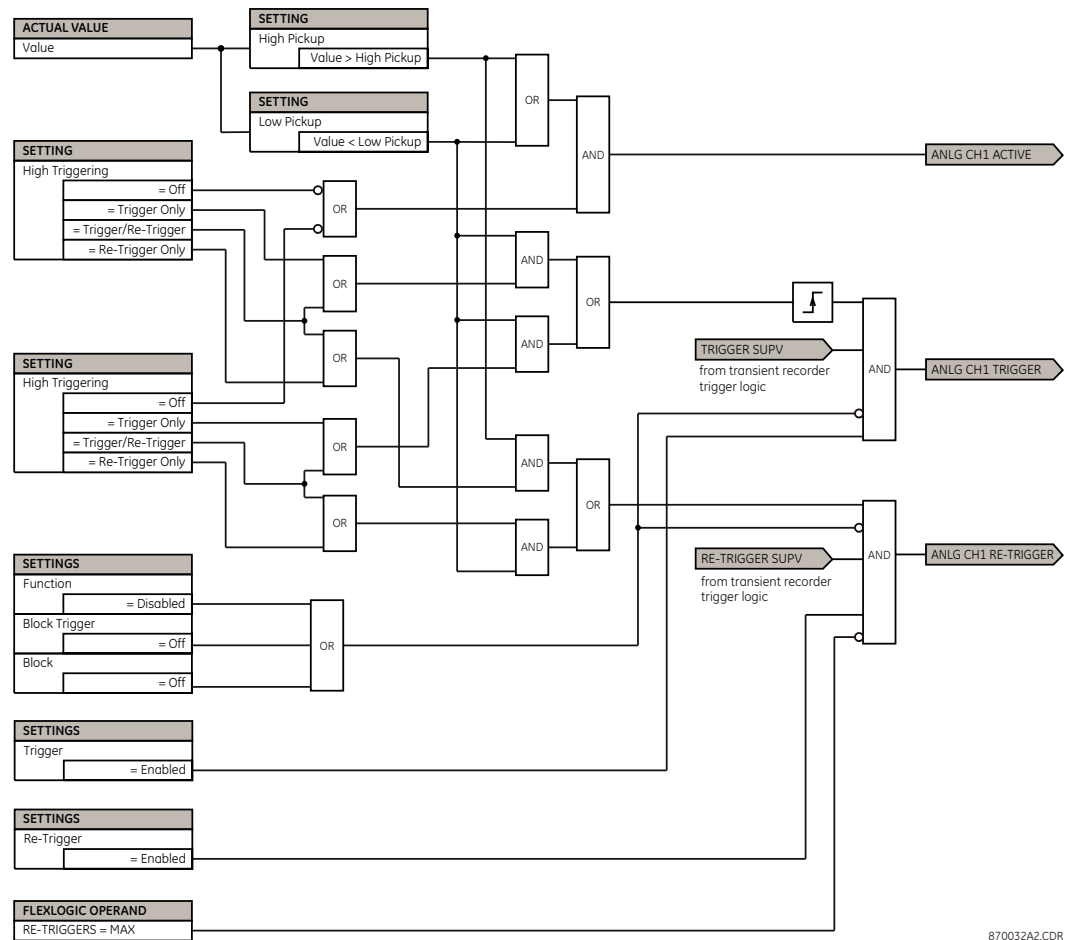 ACTUAL VALUE
Value
SETTING
High Pickup
Value > High Pickup
SETTING
Low Pickup
Value < Low Pickup
OR
AND
ANLG CH1 ACTIVE
SETTING
High Triggering
= Off
= Trigger Only
= Trigger/Re-Trigger
= Re-Trigger Only
OR
OR
OR
AND
AND
OR
TRIGGER SUPV
from transient recorder
trigger logic
AND
ANLG CH1 TRIGGER
SETTING
High Triggering
= Off
= Trigger Only
= Trigger/Re-Trigger
= Re-Trigger Only
OR
OR
AND
AND
OR
RE-TRIGGER SUPV
from transient recorder
trigger logic
AND
ANLG CH1 RE-TRIGGER
SETTINGS
Function
= Disabled
Block Trigger
= Off
Block
= Off
OR
SETTINGS
Trigger
= Enabled
SETTINGS
Re-Trigger
= Enabled
FLEXLOGIC OPERAND
RE-TRIGGERS = MAX
870032A2.CDR